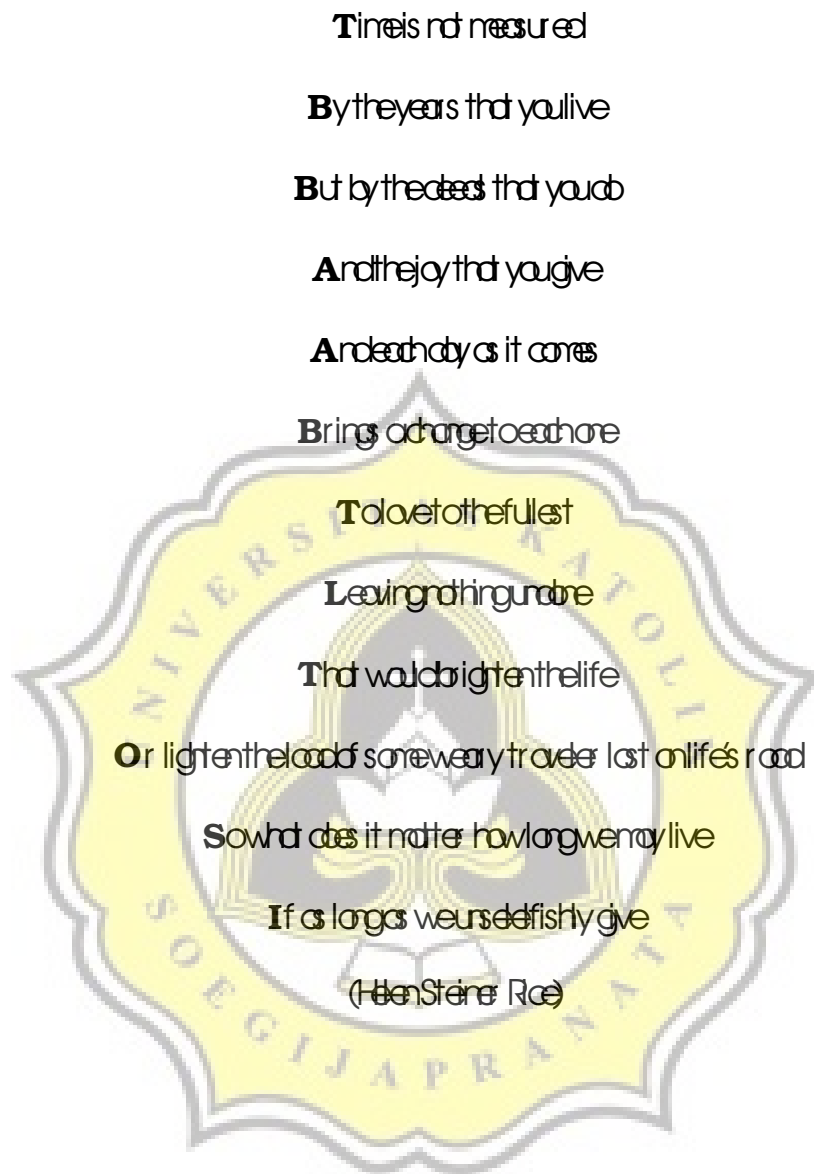 Time is not measured
By the years that you live
But by the deeds that you do
And the joy that you give
And each day as it comes
Brings a change to each one
To love to the fullest
Leaving nothing undone
That would brighten the life
Or lighten the load of some weary traveler lost on life's road
So what does it matter how long we may live
If as long as we unselfishly give
(Helen Steiner Rice)
UNIVERSITAS KATOLIK
SOEGIJAPRANATA